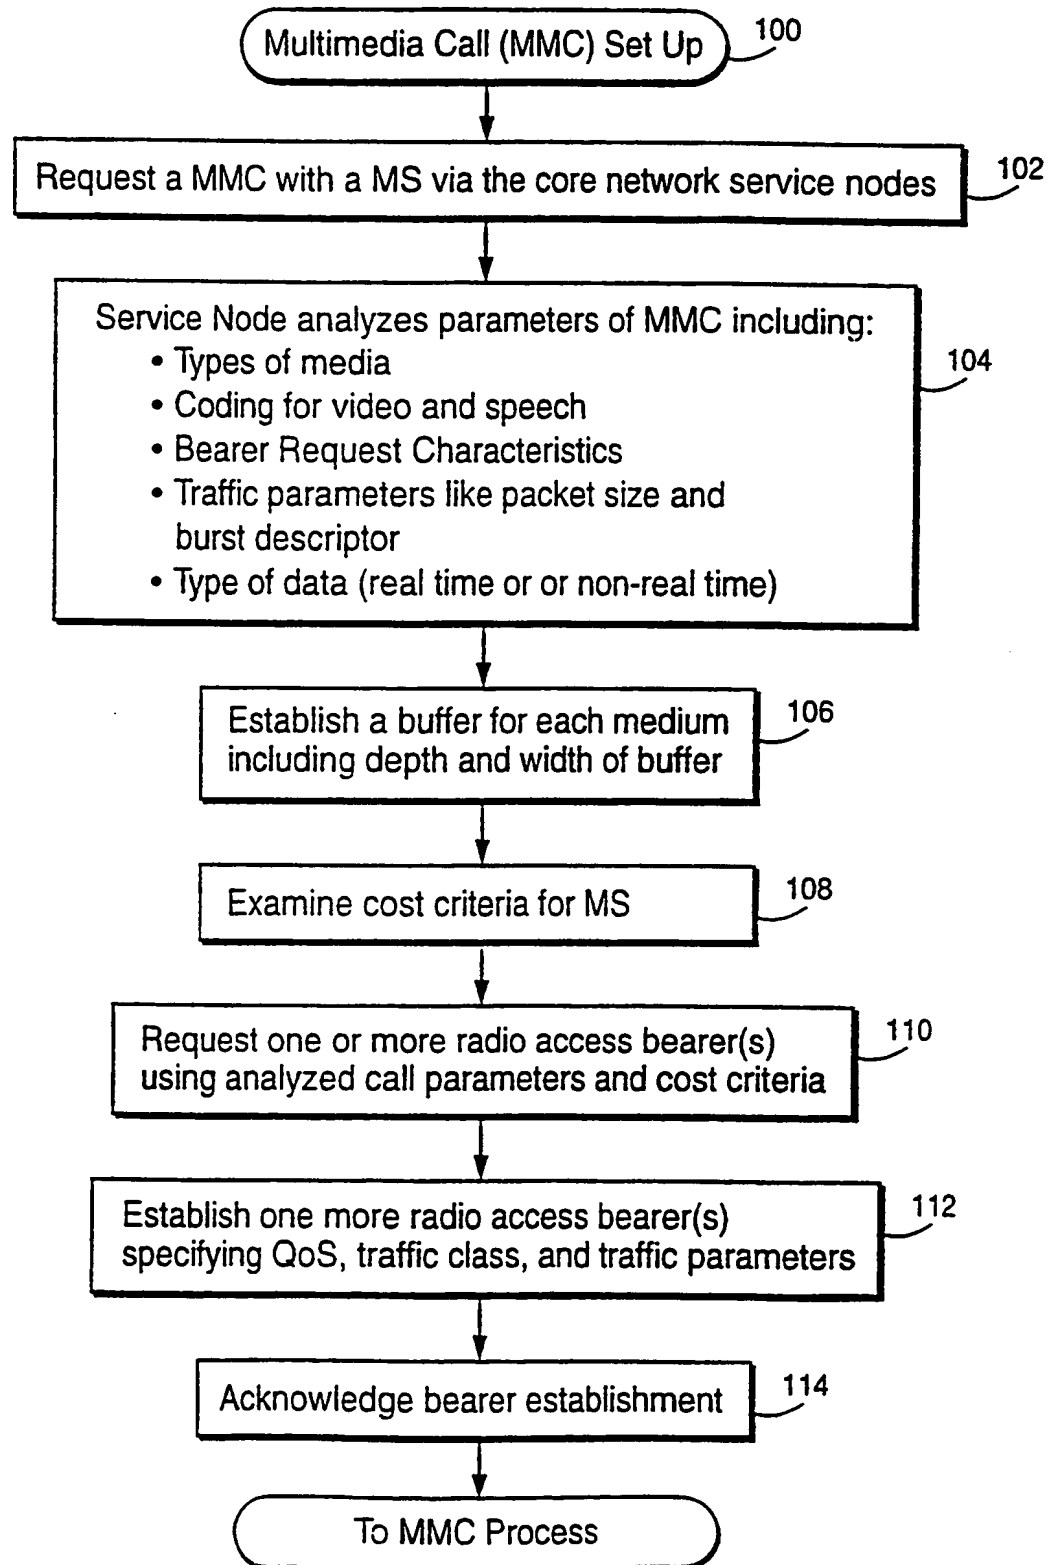 Multimedia Call (MMC) Set Up
100
Request a MMC with a MS via the core network service nodes
102
Service Node analyzes parameters of MMC including:
• Types of media
• Coding for video and speech
• Bearer Request Characteristics
• Traffic parameters like packet size and
burst descriptor
• Type of data (real time or or non-real time)
104
Establish a buffer for each medium
including depth and width of buffer
106
Examine cost criteria for MS
108
Request one or more radio access bearer(s)
using analyzed call parameters and cost criteria
110
Establish one more radio access bearer(s)
specifying QoS, traffic class, and traffic parameters
112
Acknowledge bearer establishment
114
To MMC Process